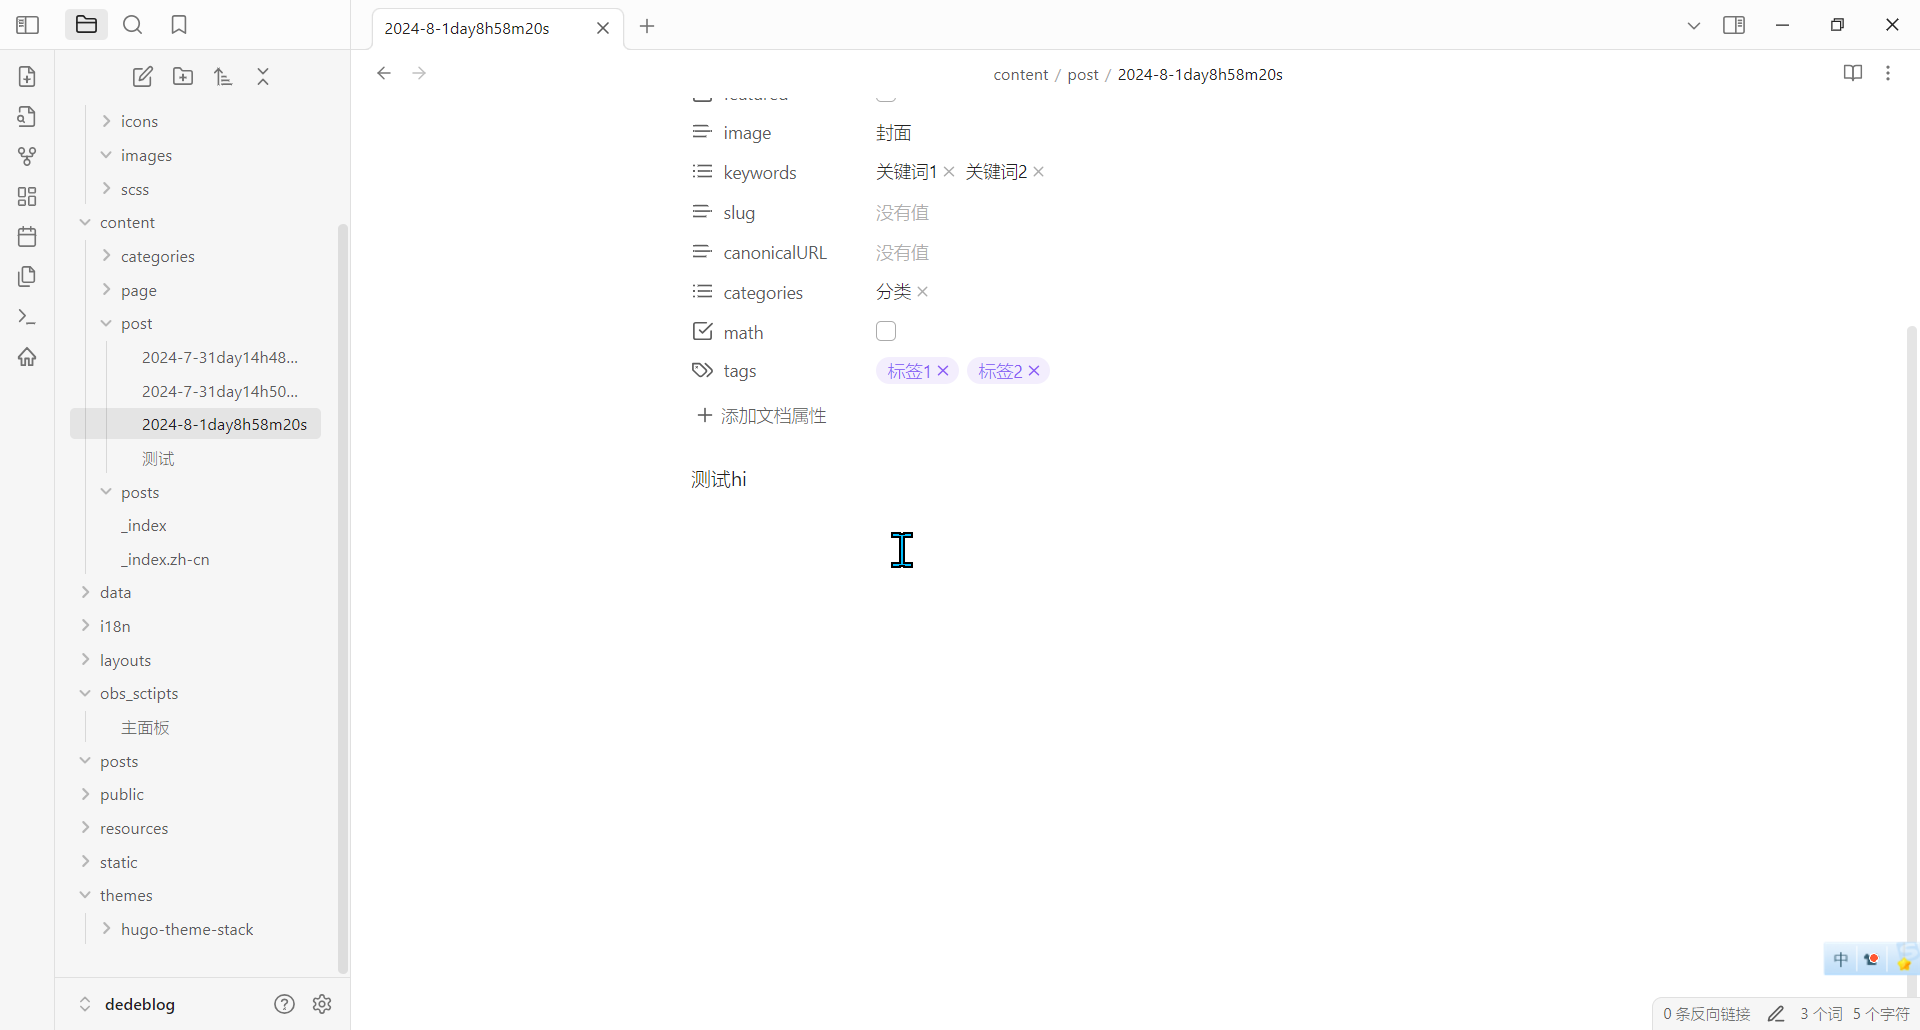 2024-8-1day8h58m20s
content / post / 2024-8-1day8h58m20s
icons
images
scss
content
categories
page
post
2024-7-31day14h48...
2024-7-31day14h50...
2024-8-1day8h58m20s
测试
posts
_index
_index.zh-cn
data
i18n
layouts
obs_sctipts
主面板
posts
public
resources
static
themes
hugo-theme-stack
dedeblog
featured
image 封面
keywords 关键词1 关键词2
slug 没有值
canonicalURL 没有值
categories 分类
math
tags 标签1 标签2
添加文档属性
测试hi
中
0 条反向链接 3 个词 5 个字符